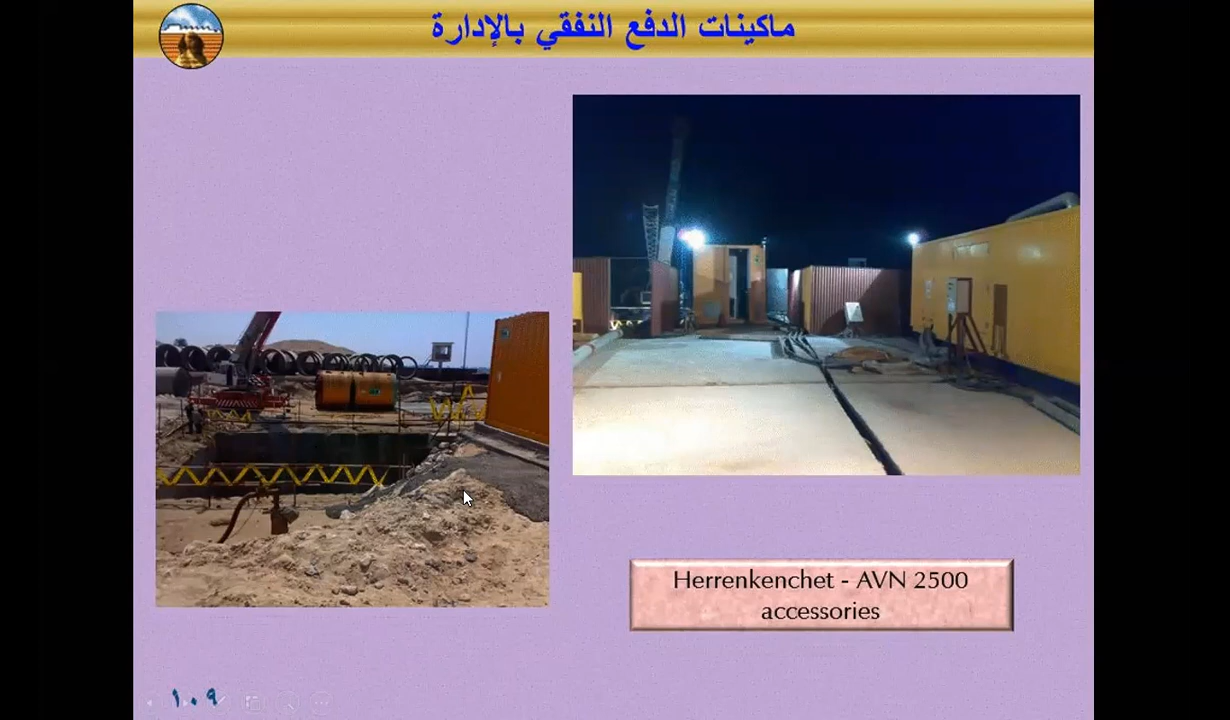 ماكينات الدفع النفقي بالإدارة
Herrenkenchet - AVN 2500
accessories
١٠٩